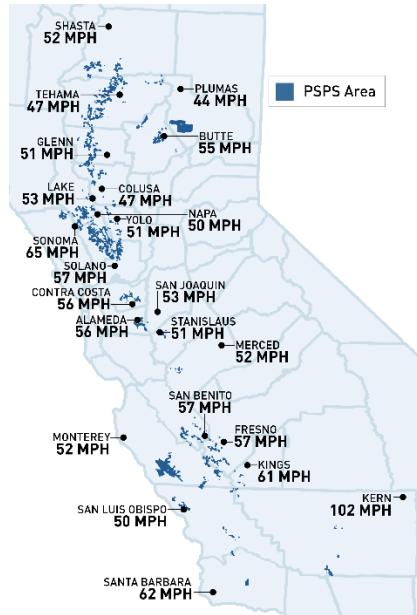 SHASTA
52 MPH
TEHAMA
47 MPH
PLUMAS
44 MPH
PSPS Area
BUTTE
55 MPH
GLENN
51 MPH
LAKE
53 MPH
COLUSA
47 MPH
NAPA
50 MPH
YOLO
51 MPH
SONOMA
65 MPH
SOLANO
57 MPH
CONTRA COSTA
56 MPH
SAN JOAQUIN
53 MPH
ALAMEDA
56 MPH
STANISLAUS
51 MPH
MERCED
52 MPH
SAN BENITO
57 MPH
MONTEREY
52 MPH
FRESNO
57 MPH
KINGS
61 MPH
KERN
102 MPH
SAN LUIS OBISPO
50 MPH
SANTA BARBARA
62 MPH